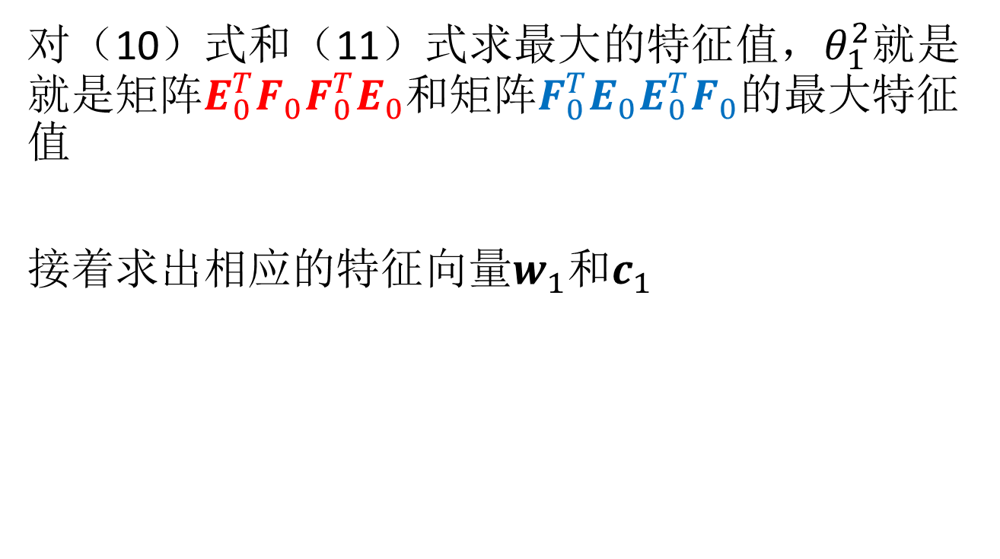 对（10）式和（11）式求最大的特征值，$\theta_1^2$就是
就是矩阵$\boldsymbol{E}_0^T\boldsymbol{F}_0\boldsymbol{F}_0^T\boldsymbol{E}_0$和矩阵$\boldsymbol{F}_0^T\boldsymbol{E}_0\boldsymbol{E}_0^T\boldsymbol{F}_0$的最大特征
值
接着求出相应的特征向量$\boldsymbol{w}_1$和$\boldsymbol{c}_1$